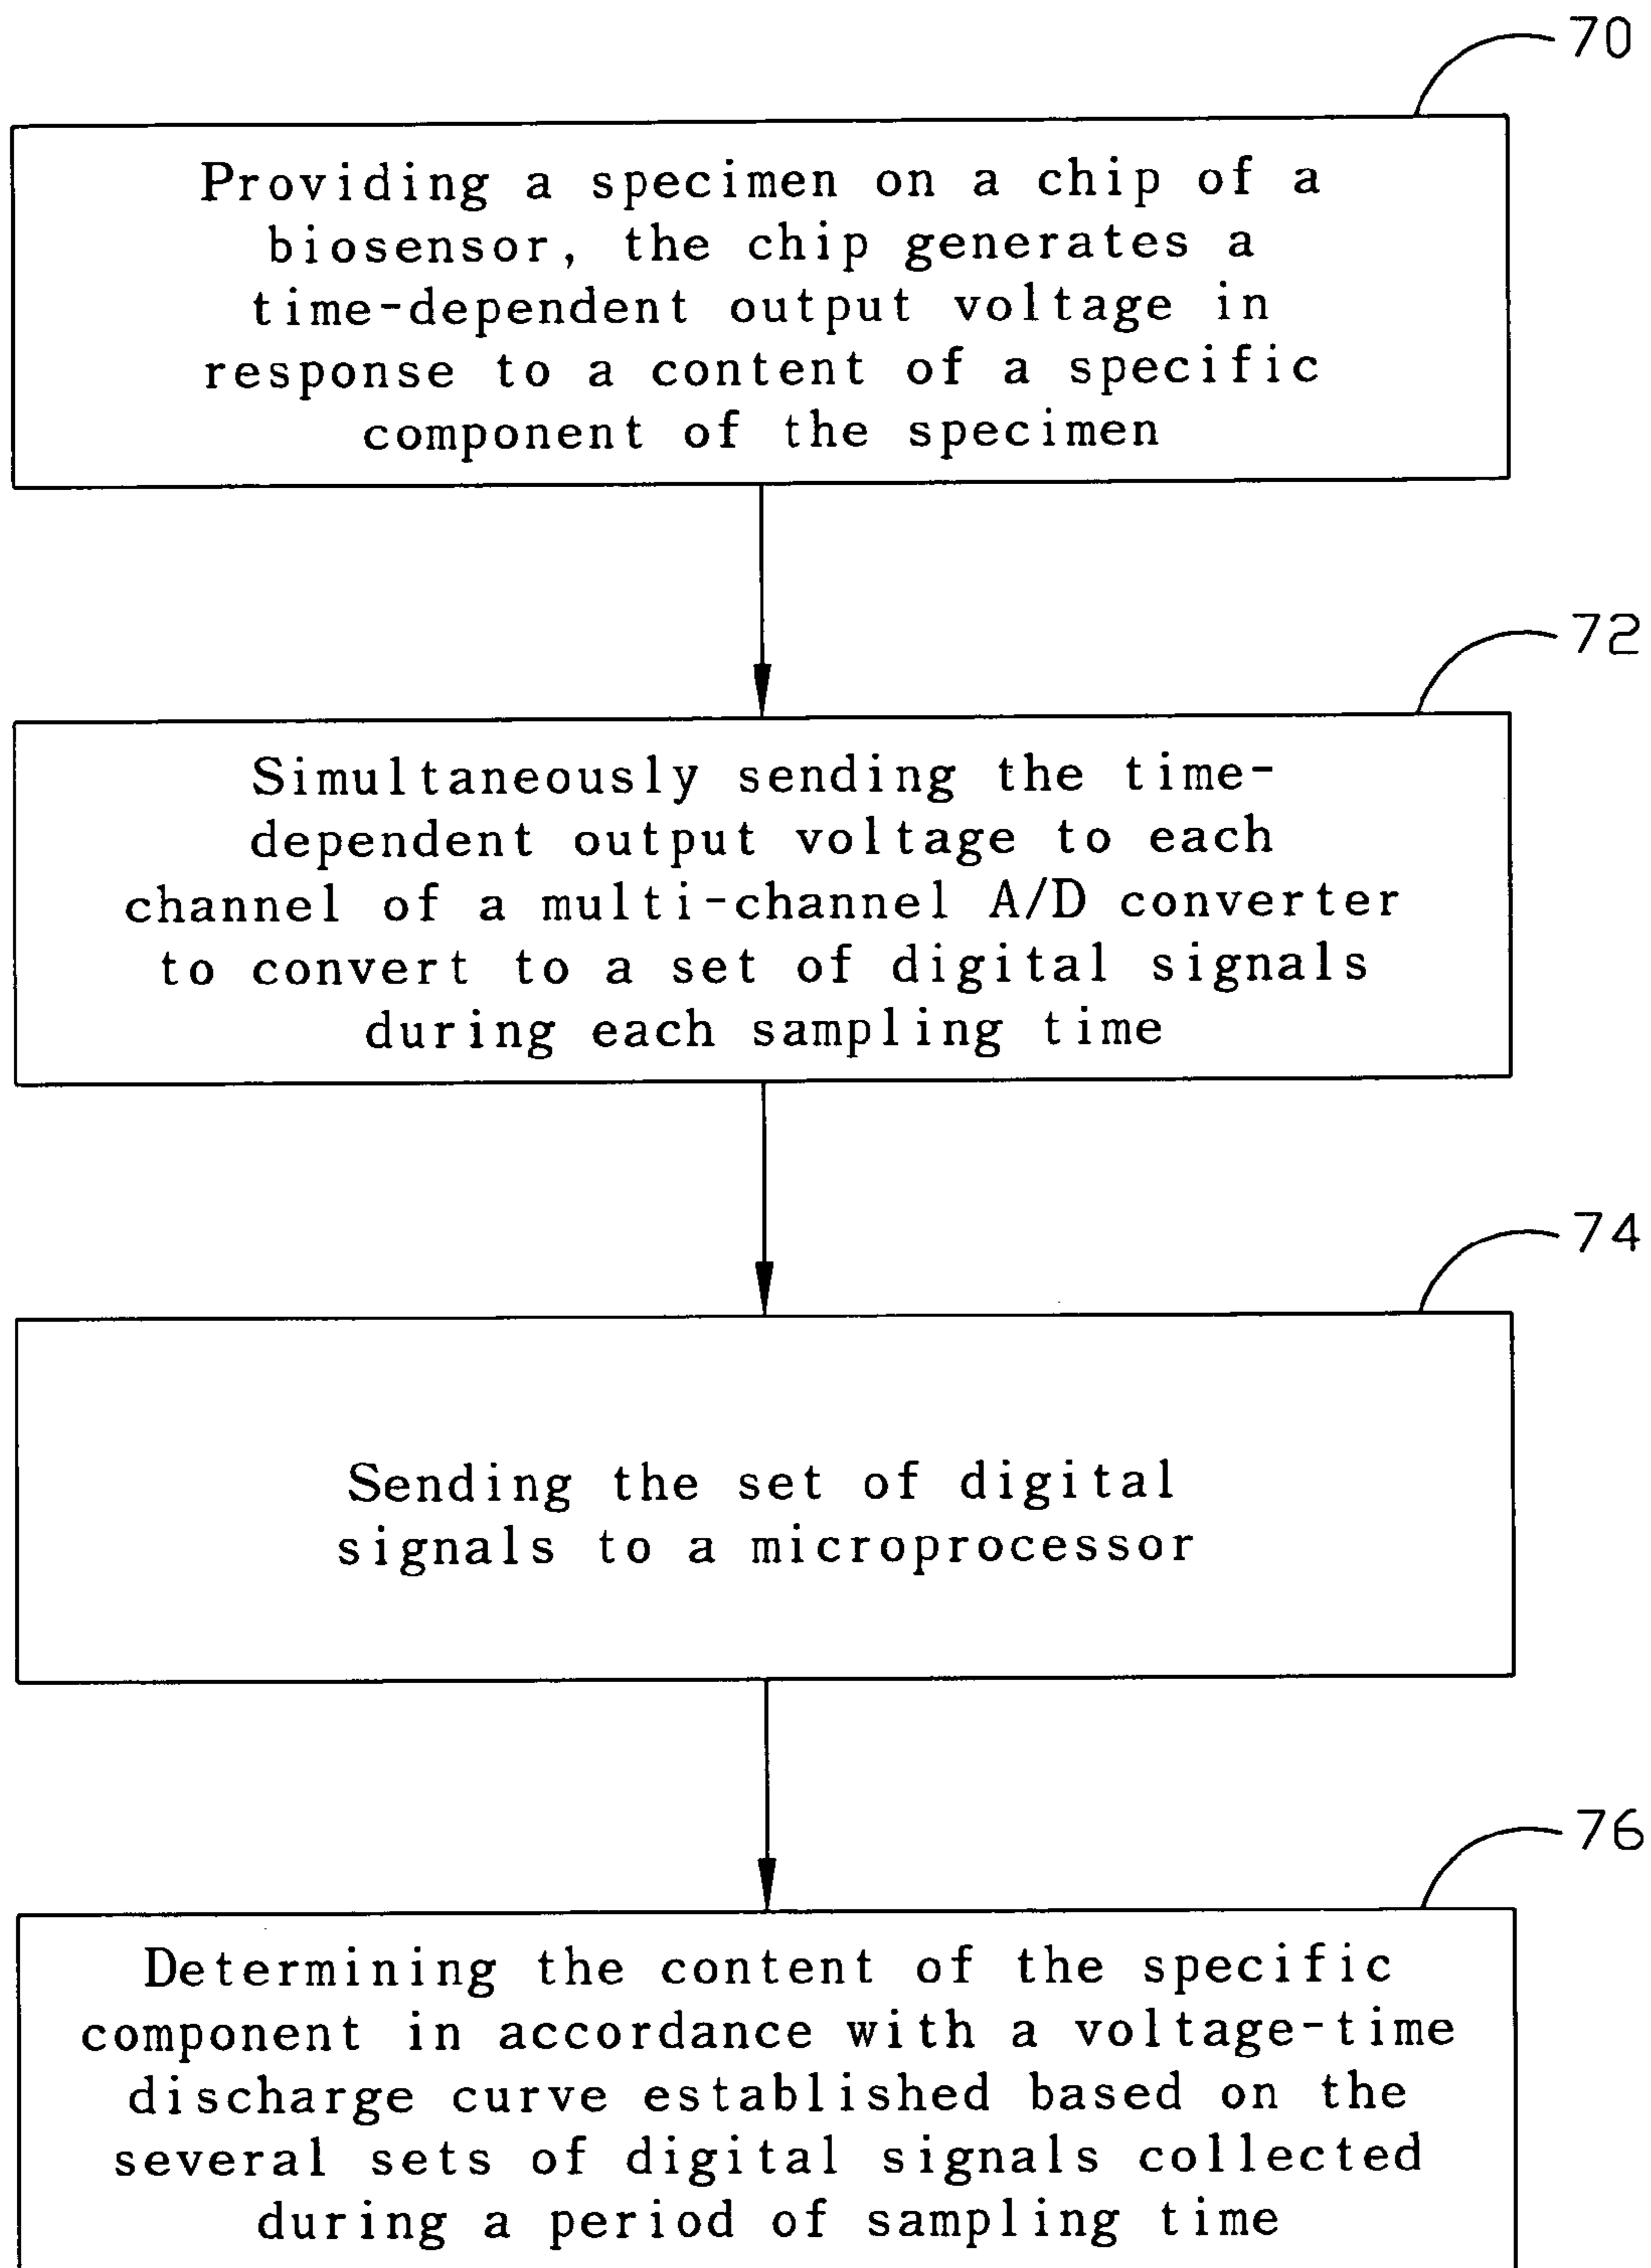 70
Providing a specimen on a chip of a
biosensor, the chip generates a
time-dependent output voltage in
response to a content of a specific
component of the specimen
72
Simultaneously sending the time-
dependent output voltage to each
channel of a multi-channel A/D converter
to convert to a set of digital signals
during each sampling time
74
Sending the set of digital
signals to a microprocessor
76
Determining the content of the specific
component in accordance with a voltage-time
discharge curve established based on the
several sets of digital signals collected
during a period of sampling time